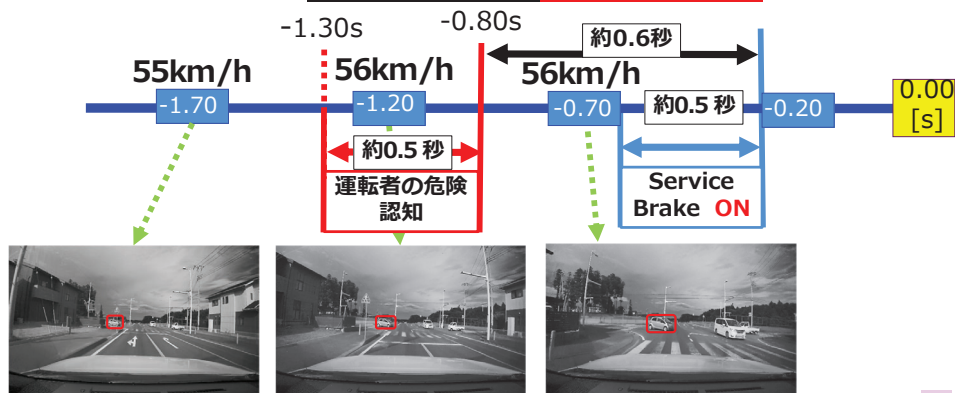 -1.30s
-0.80s
約0.6秒
55km/h
56km/h
56km/h
-1.70
-1.20
-0.70
約0.5 秒
-0.20
0.00
[s]
約0.5 秒
運転者の危険
認知
Service
Brake ON